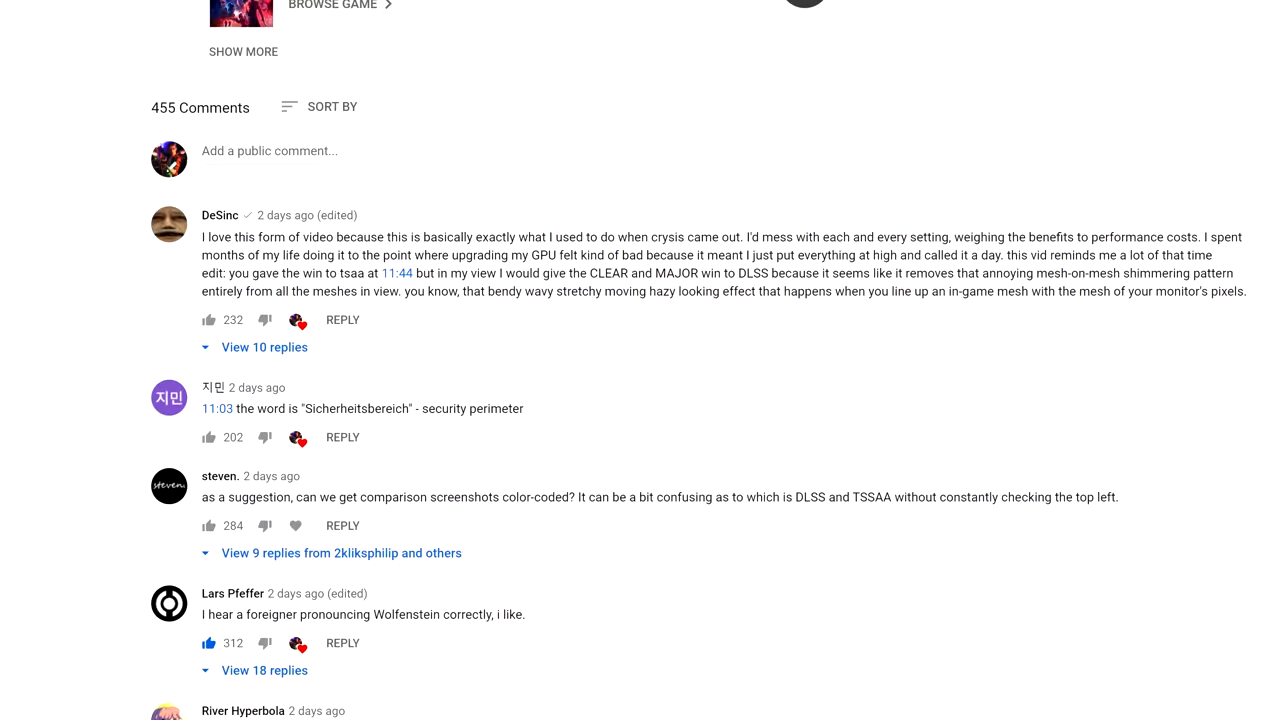 BROWSE GAME
SHOW MORE
455 Comments
SORT BY
Add a public comment...
DeSinc 2 days ago (edited)
I love this form of video because this is basically exactly what I used to do when crysis came out. I'd mess with each and every setting, weighing the benefits to performance costs. I spent
months of my life doing it to the point where upgrading my GPU felt kind of bad because it meant I just put everything at high and called it a day. this vid reminds me a lot of that time
edit: you gave the win to tsaa at 11:44 but in my view I would give the CLEAR and MAJOR win to DLSS because it seems like it removes that annoying mesh-on-mesh shimmering pattern
entirely from all the meshes in view. you know, that bendy wavy stretchy moving hazy looking effect that happens when you line up an in-game mesh with the mesh of your monitor's pixels.
232 REPLY
View 10 replies
지민
지민 2 days ago
11:03 the word is "Sicherheitsbereich" - security perimeter
202 REPLY
steven.
steven. 2 days ago
as a suggestion, can we get comparison screenshots color-coded? It can be a bit confusing as to which is DLSS and TSSAA without constantly checking the top left.
284 REPLY
View 9 replies from 2kliksphilip and others
Lars Pfeffer 2 days ago (edited)
I hear a foreigner pronouncing Wolfenstein correctly, i like.
312 REPLY
View 18 replies
River Hyperbola 2 days ago